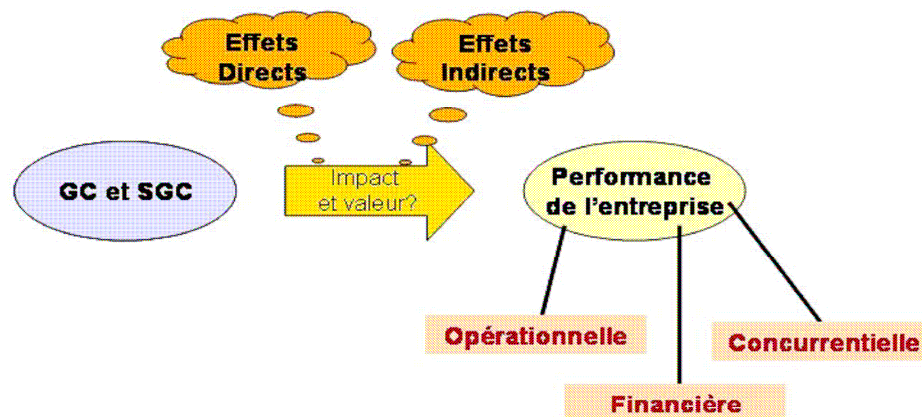 Effets
Directs
Effets
Indirects
GC et SGC
Impact
et valeur?
Performance
de l'entreprise
Opérationnelle
Concurrentielle
Financière